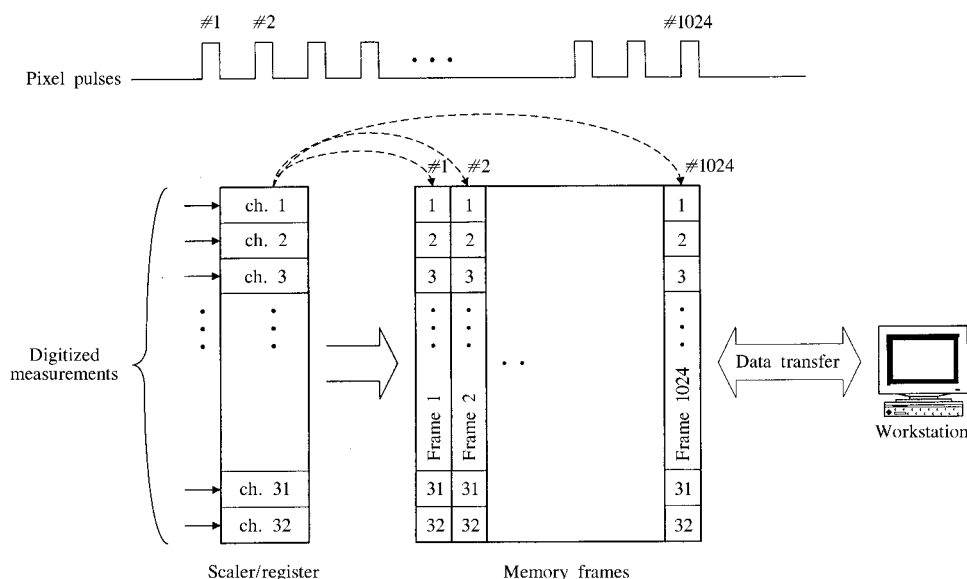 #1 #2 #1024
Pixel pulses
#1 #2 #1024
ch. 1 1 1 1
ch. 2 2 2 2
ch. 3 3 3 3
Digitized
measurements
Data transfer
Frame 1
Frame 2
Frame 1024
Workstation
ch. 31 31 31 31
ch. 32 32 32 32
Scaler/register Memory frames